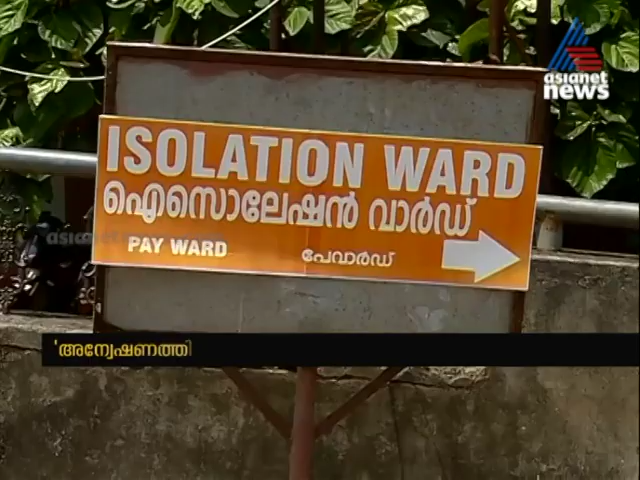 asianet
news
ISOLATION WARD
ഐസൊലേഷൻ വാർഡ്
PAY WARD പേവാർഡ്
'അന്വേഷണത്തി